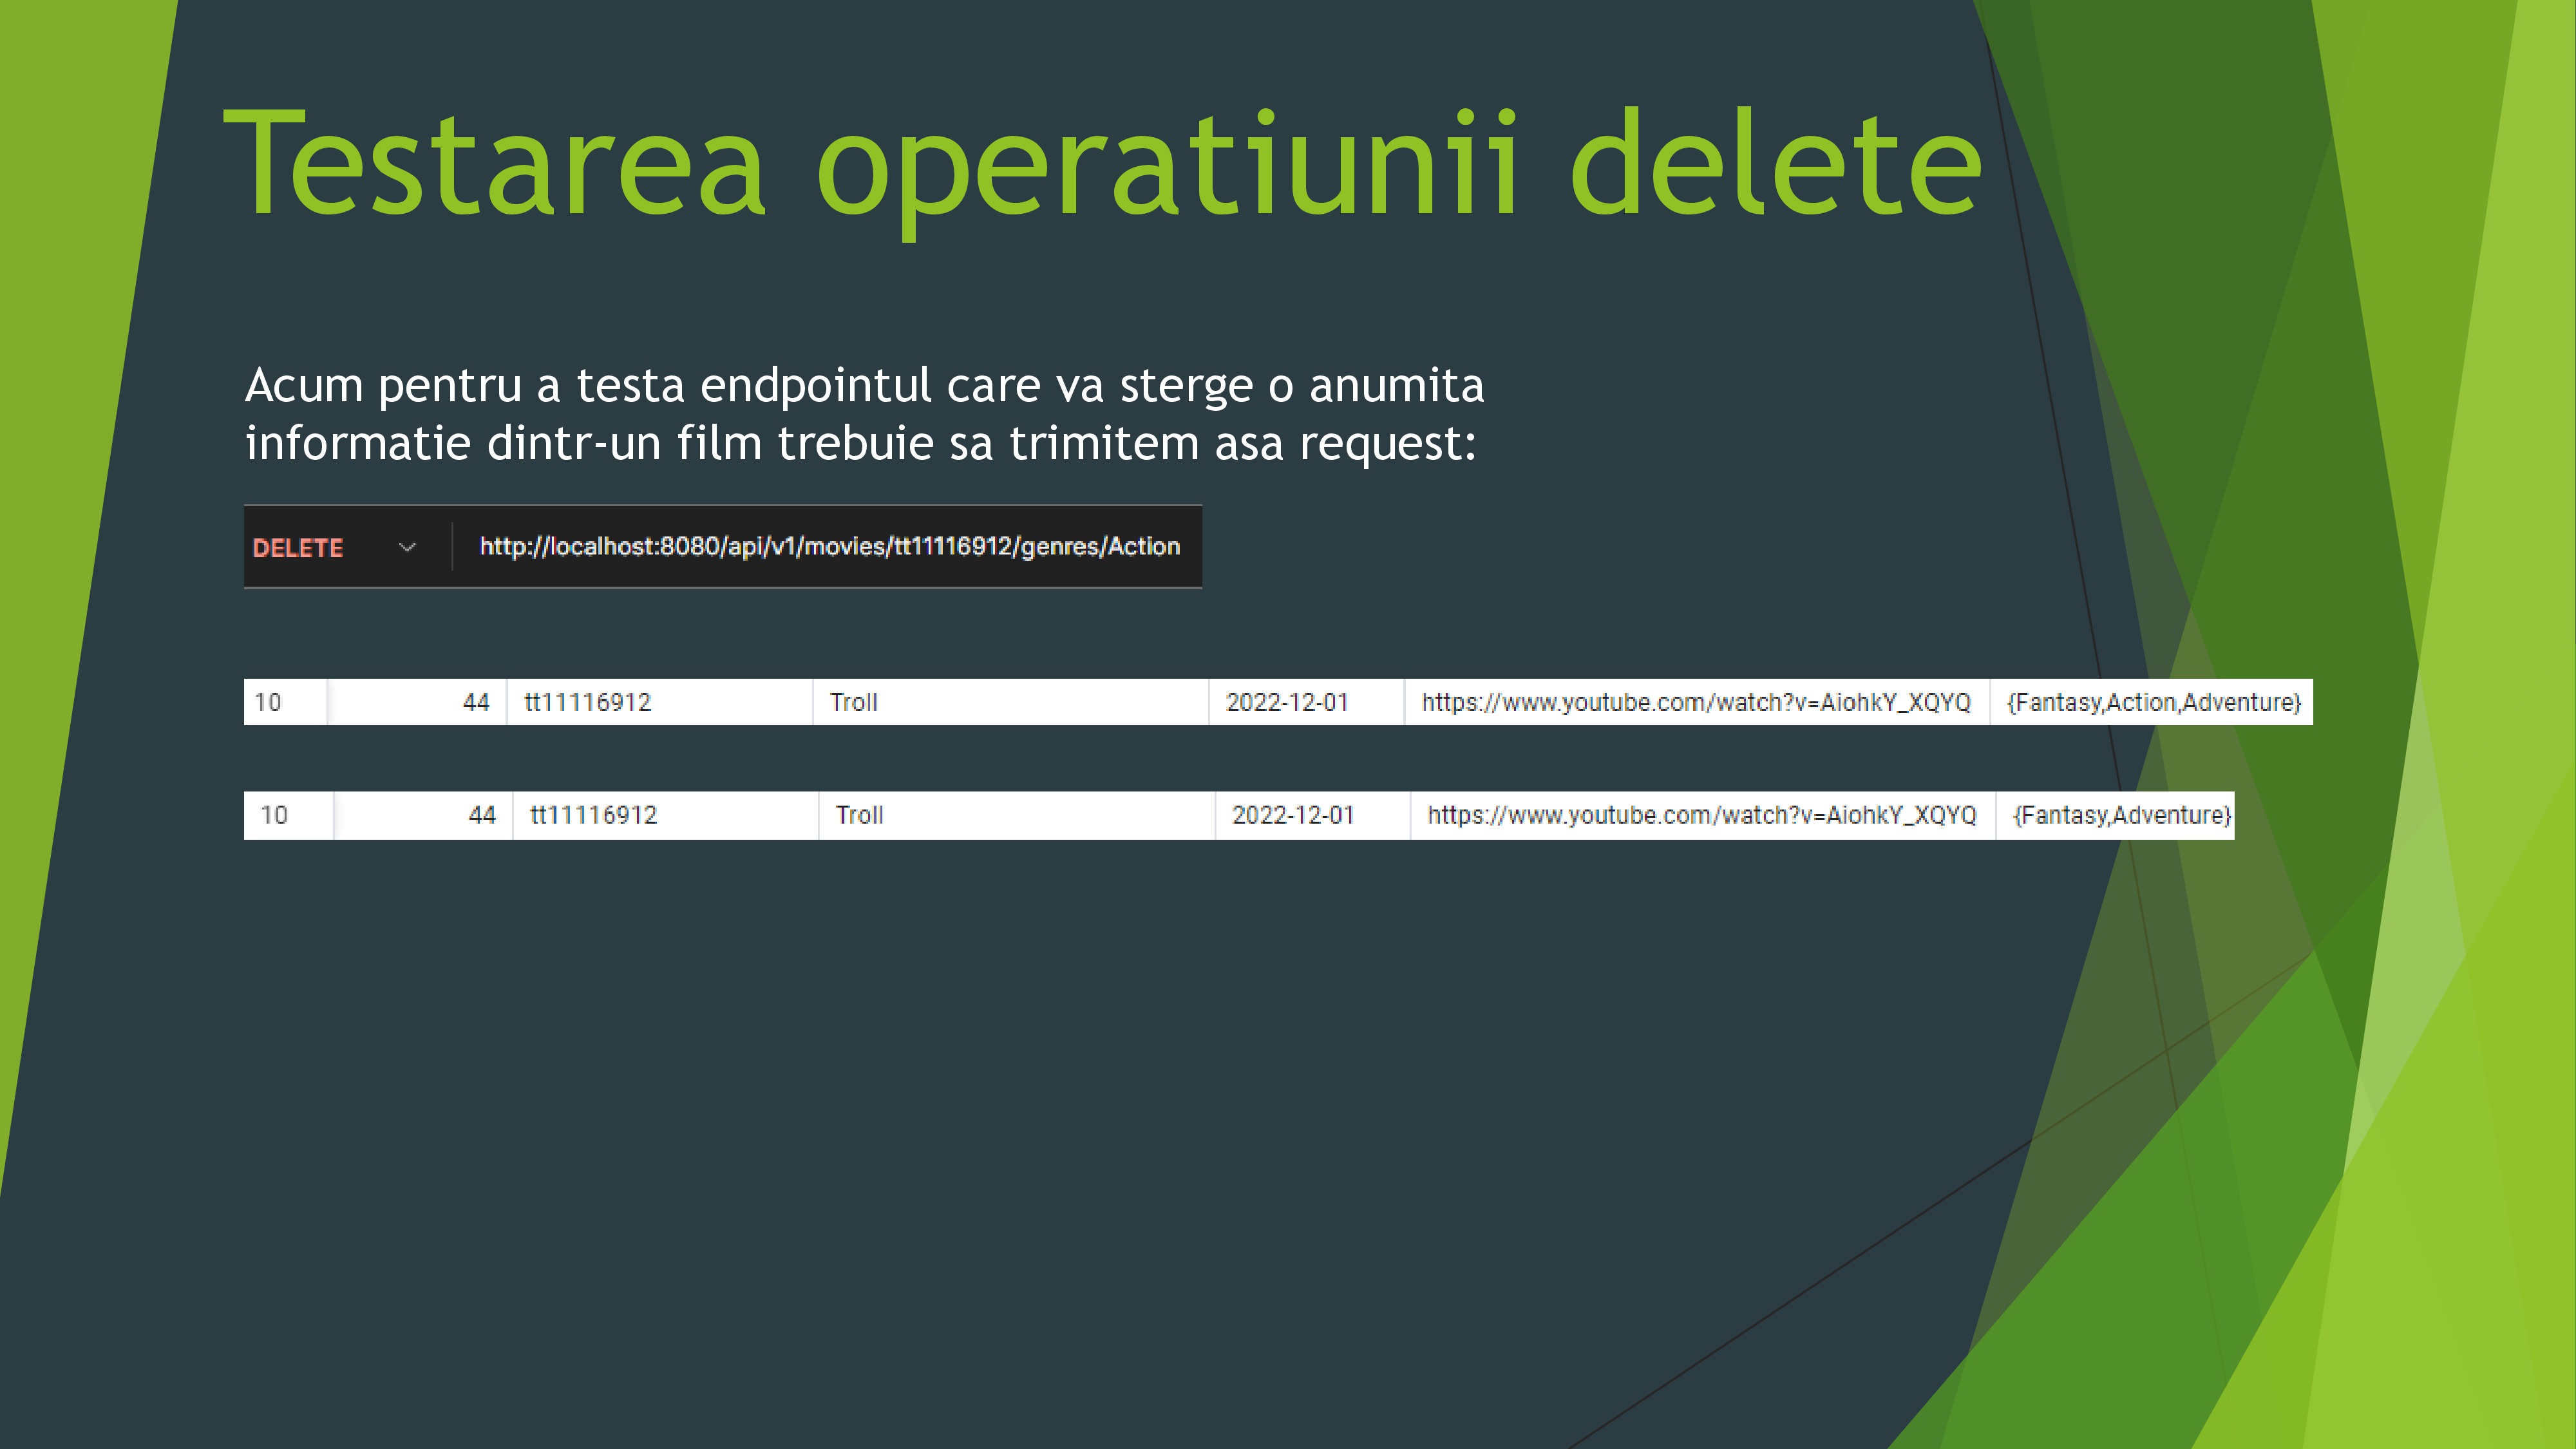 Testarea operatiunii delete
Acum pentru a testa endpointul care va sterge o anumita
informatie dintr-un film trebuie sa trimitem asa request:
DELETE http://localhost:8080/api/v1/movies/tt11116912/genres/Action
10 44 tt11116912 Troll 2022-12-01 https://www.youtube.com/watch?v=AiohkY_XQYQ {Fantasy,Action,Adventure}
10 44 tt11116912 Troll 2022-12-01 https://www.youtube.com/watch?v=AiohkY_XQYQ {Fantasy,Adventure}